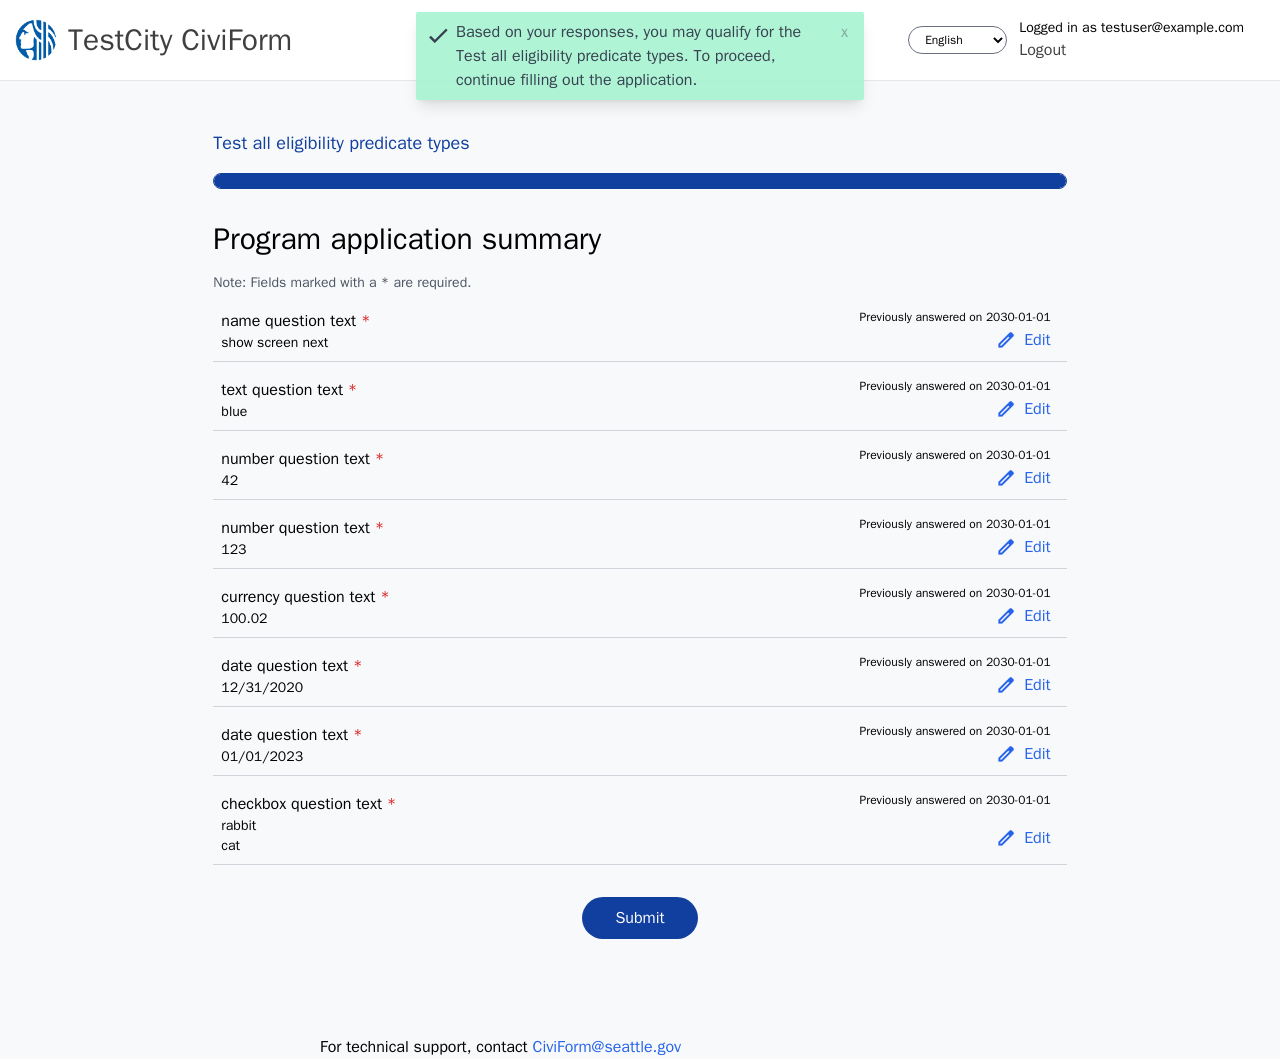 TestCity CiviForm
Based on your responses, you may qualify for the
Test all eligibility predicate types. To proceed,
continue filling out the application.
x
English
Logged in as testuser@example.com
Logout
Test all eligibility predicate types
Program application summary
Note: Fields marked with a * are required.
name question text *
Previously answered on 2030-01-01
show screen next
Edit
text question text *
Previously answered on 2030-01-01
blue
Edit
number question text *
Previously answered on 2030-01-01
42
Edit
number question text *
Previously answered on 2030-01-01
123
Edit
currency question text *
Previously answered on 2030-01-01
100.02
Edit
date question text *
Previously answered on 2030-01-01
12/31/2020
Edit
date question text *
Previously answered on 2030-01-01
01/01/2023
Edit
checkbox question text *
Previously answered on 2030-01-01
rabbit
Edit
cat
Submit
For technical support, contact CiviForm@seattle.gov